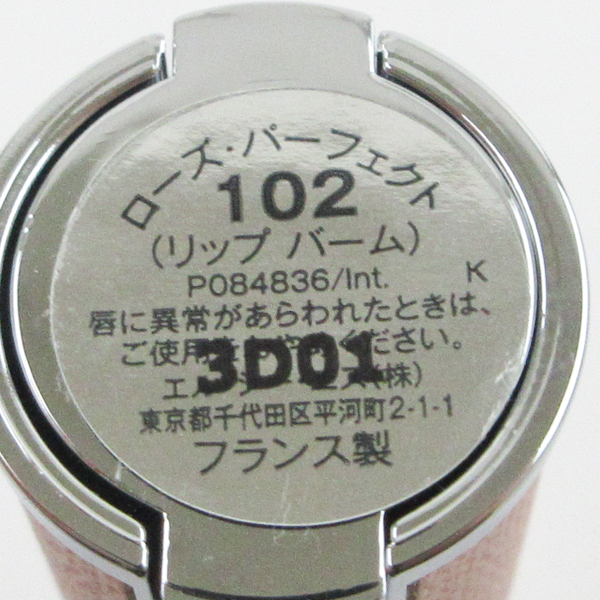 ローズ・パーフェクト
102
(リップ バーム)
P084836/Int. K
唇に異常があらわれたときは、
ご使用 ください。
3D01
(株)
東京都千代田区平河町2-1-1
フランス製